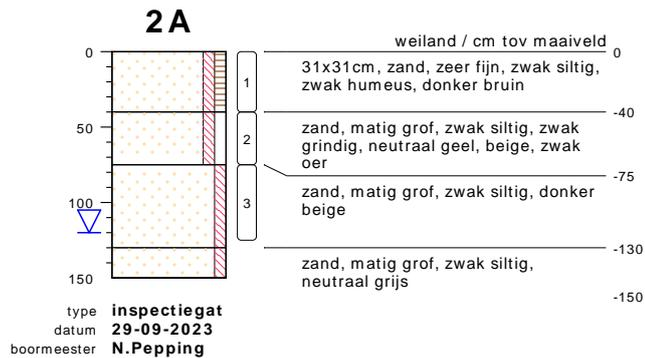 2A
weiland / cm tov maaiveld
0
0
31x31cm, zand, zeer fijn, zwak siltig,
zwak humeus, donker bruin
1
-40
50
2
zand, matig grof, zwak siltig, zwak
grindig, neutraal geel, beige, zwak
oer
-75
100
3
zand, matig grof, zwak siltig, donker
beige
-130
150
zand, matig grof, zwak siltig,
neutraal grijs
-150
type inspectiegat
datum 29-09-2023
boormeester N.Pepping